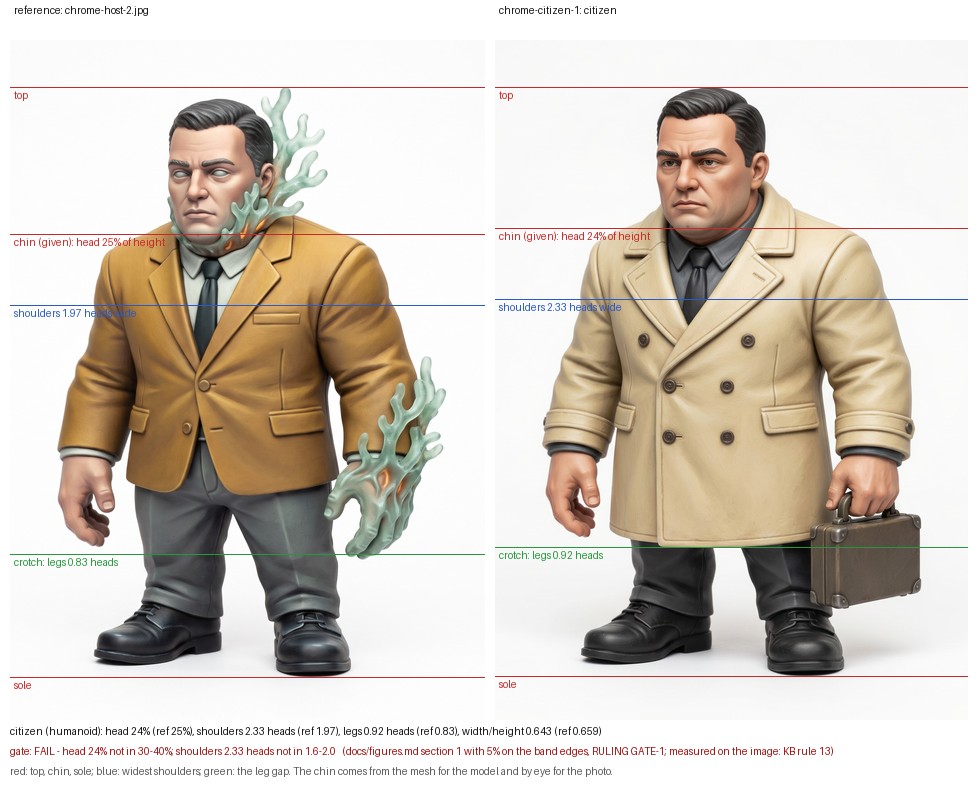 reference: chrome-host-2.jpg
chrome-citizen-1: citizen
top
top
chin (given): head 25% of height
chin (given): head 24% of height
shoulders 1.97 heads wide
shoulders 2.33 heads wide
crotch: legs 0.83 heads
crotch: legs 0.92 heads
sole
sole
citizen (humanoid): head 24% (ref 25%), shoulders 2.33 heads (ref 1.97), legs 0.92 heads (ref 0.83), width/height 0.643 (ref 0.659)
gate: FAIL - head 24% not in 30-40%; shoulders 2.33 heads not in 1.6-2.0 (docs/figures.md section 1 with 5% on the band edges, RULING GATE-1; measured on the image: KB rule 13)
red: top, chin, sole; blue: widest shoulders; green: the leg gap. The chin comes from the mesh for the model and by eye for the photo.